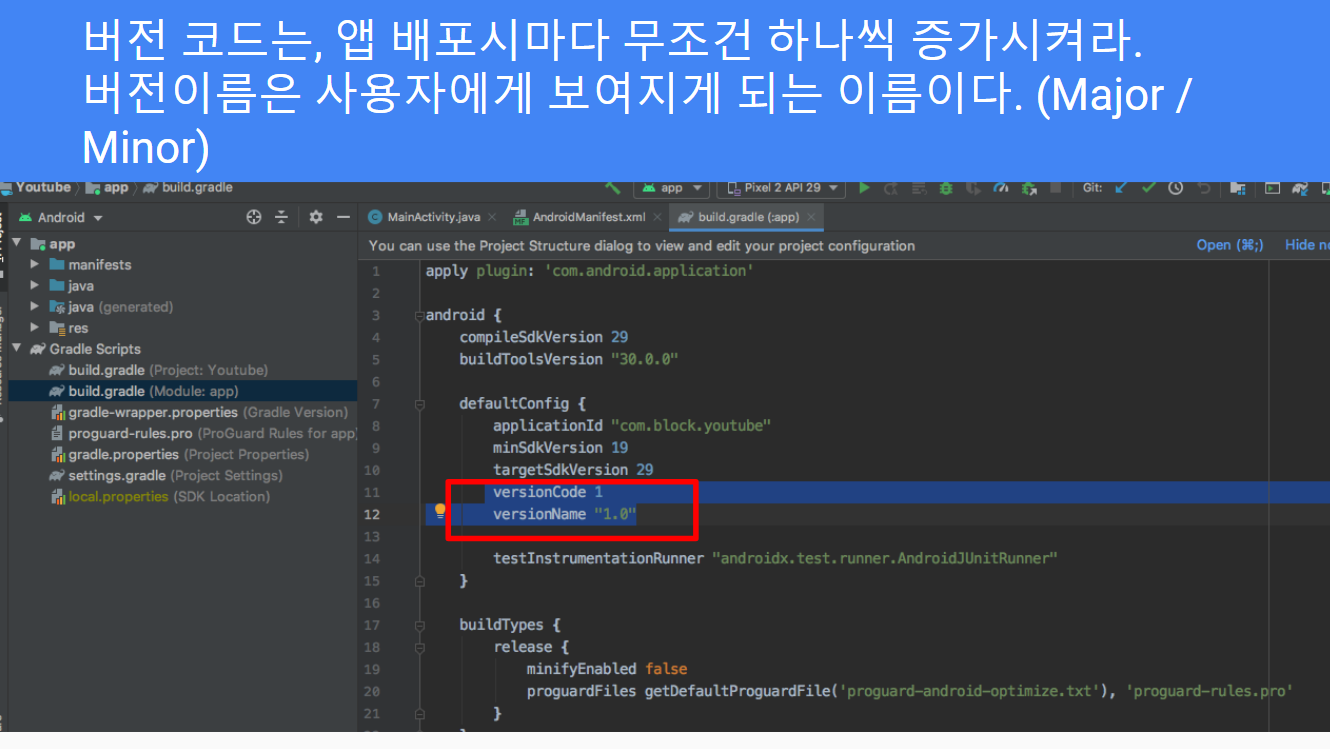 버전 코드는, 앱 배포시마다 무조건 하나씩 증가시켜라.
버전이름은 사용자에게 보여지게 되는 이름이다. (Major /
Minor)
Youtube app build.gradle
app Pixel 2 API 29 Git:
Android
MainActivity.java AndroidManifest.xml build.gradle (:app)
You can use the Project Structure dialog to view and edit your project configuration Open (⌘;) Hide
app
manifests
java
java (generated)
res
Gradle Scripts
build.gradle (Project: Youtube)
build.gradle (Module: app)
gradle-wrapper.properties (Gradle Version)
proguard-rules.pro (ProGuard Rules for app)
gradle.properties (Project Properties)
settings.gradle (Project Settings)
local.properties (SDK Location)
1 apply plugin: 'com.android.application'
2
3 android {
4 compileSdkVersion 29
5 buildToolsVersion "30.0.0"
6
7 defaultConfig {
8 applicationId "com.block.youtube"
9 minSdkVersion 19
10 targetSdkVersion 29
11 versionCode 1
12 versionName "1.0"
13
14 testInstrumentationRunner "androidx.test.runner.AndroidJUnitRunner"
15 }
16
17 buildTypes {
18 release {
19 minifyEnabled false
20 proguardFiles getDefaultProguardFile('proguard-android-optimize.txt'), 'proguard-rules.pro'
21 }